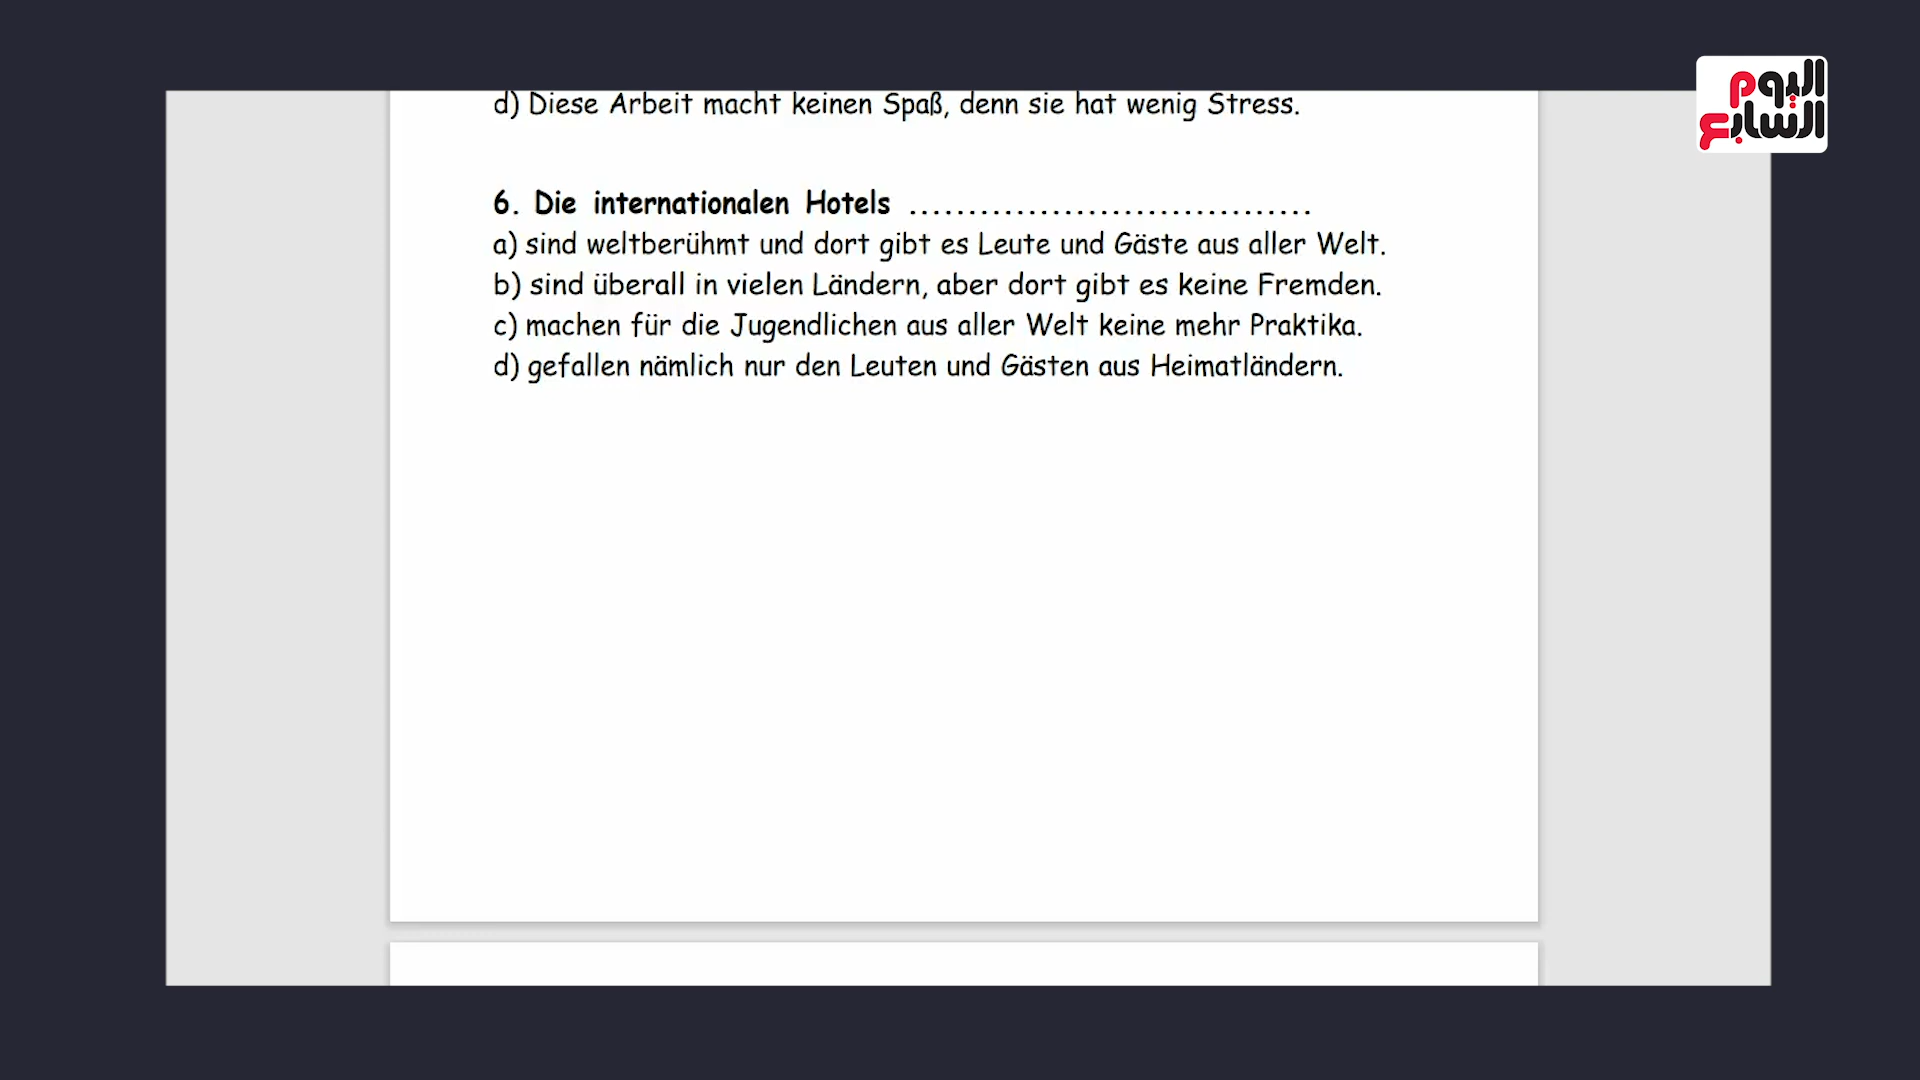 اليوم
السابع
d) Diese Arbeit macht keinen Spaß, denn sie hat wenig Stress.
6. Die internationalen Hotels ..................................
a) sind weltberühmt und dort gibt es Leute und Gäste aus aller Welt.
b) sind überall in vielen Ländern, aber dort gibt es keine Fremden.
c) machen für die Jugendlichen aus aller Welt keine mehr Praktika.
d) gefallen nämlich nur den Leuten und Gästen aus Heimatländern.